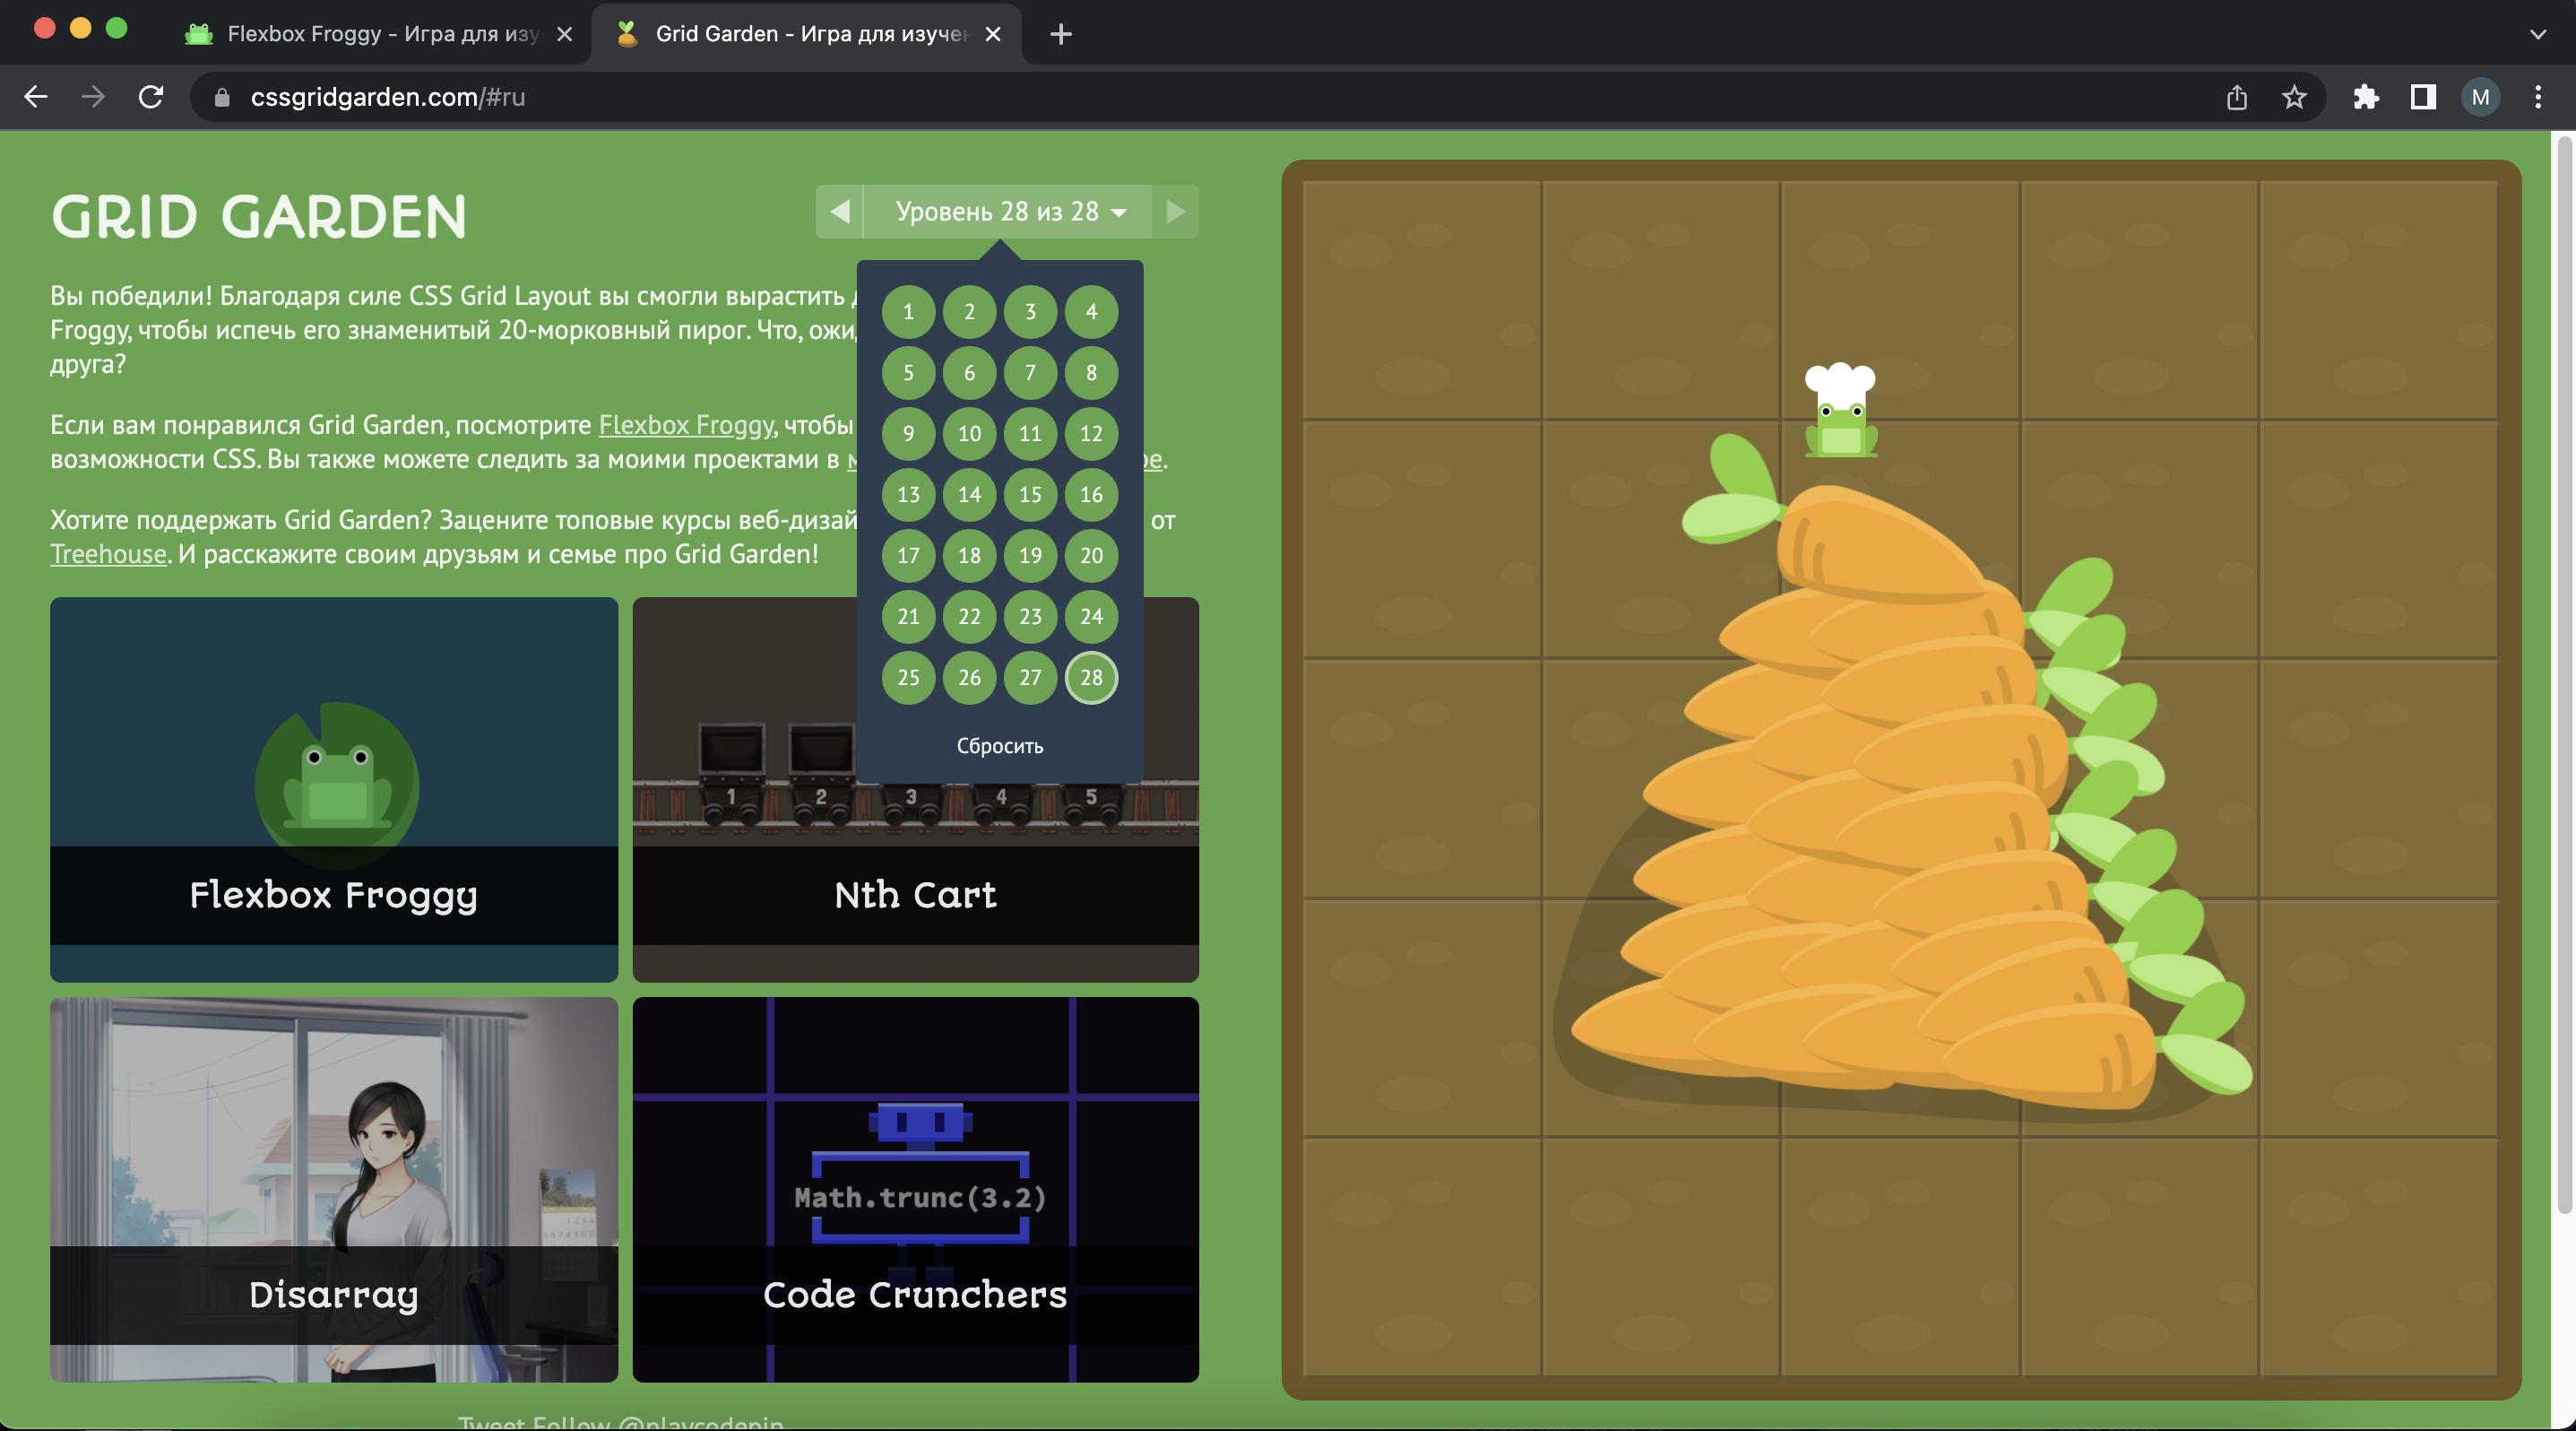 Flexbox Froggy - Игра для изу
Grid Garden - Игра для изучен
cssgridgarden.com/#ru
M
GRID GARDEN
Уровень 28 из 28
Вы победили! Благодаря силе CSS Grid Layout вы смогли вырастить
Froggy, чтобы испечь его знаменитый 20-морковный пирог. Что,
друга?
Если вам понравился Grid Garden, посмотрите Flexbox Froggy, чтобы
возможности CSS. Вы также можете следить за моими проектами в
Хотите поддержать Grid Garden? Зацените топовые курсы веб-дизай от
Treehouse. И расскажите своим друзьям и семье про Grid Garden!
1 2 3 4
5 6 7 8
9 10 11 12
13 14 15 16
17 18 19 20
21 22 23 24
25 26 27 28
Сбросить
1 2 3 4 5
Flexbox Froggy
Nth Cart
Math.trunc(3.2)
Disarray
Code Crunchers
Tweet Follow @playcodepip